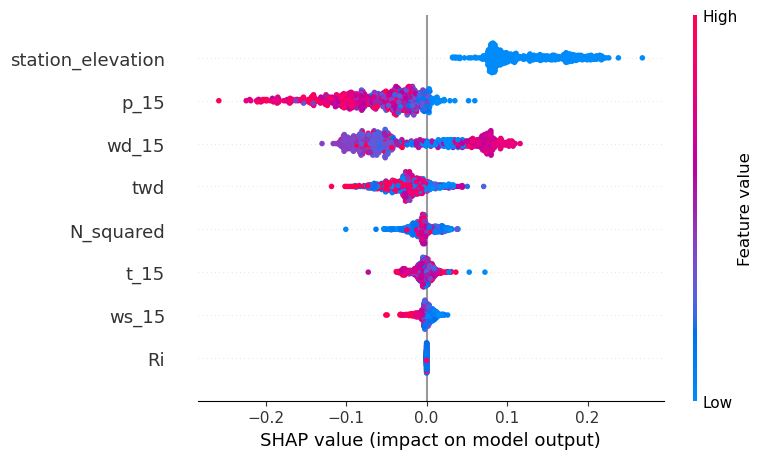 High
station_elevation
p_15
wd_15
twd
N_squared
t_15
ws_15
Ri
Feature value
Low
−0.2 −0.1 0.0 0.1 0.2
SHAP value (impact on model output)